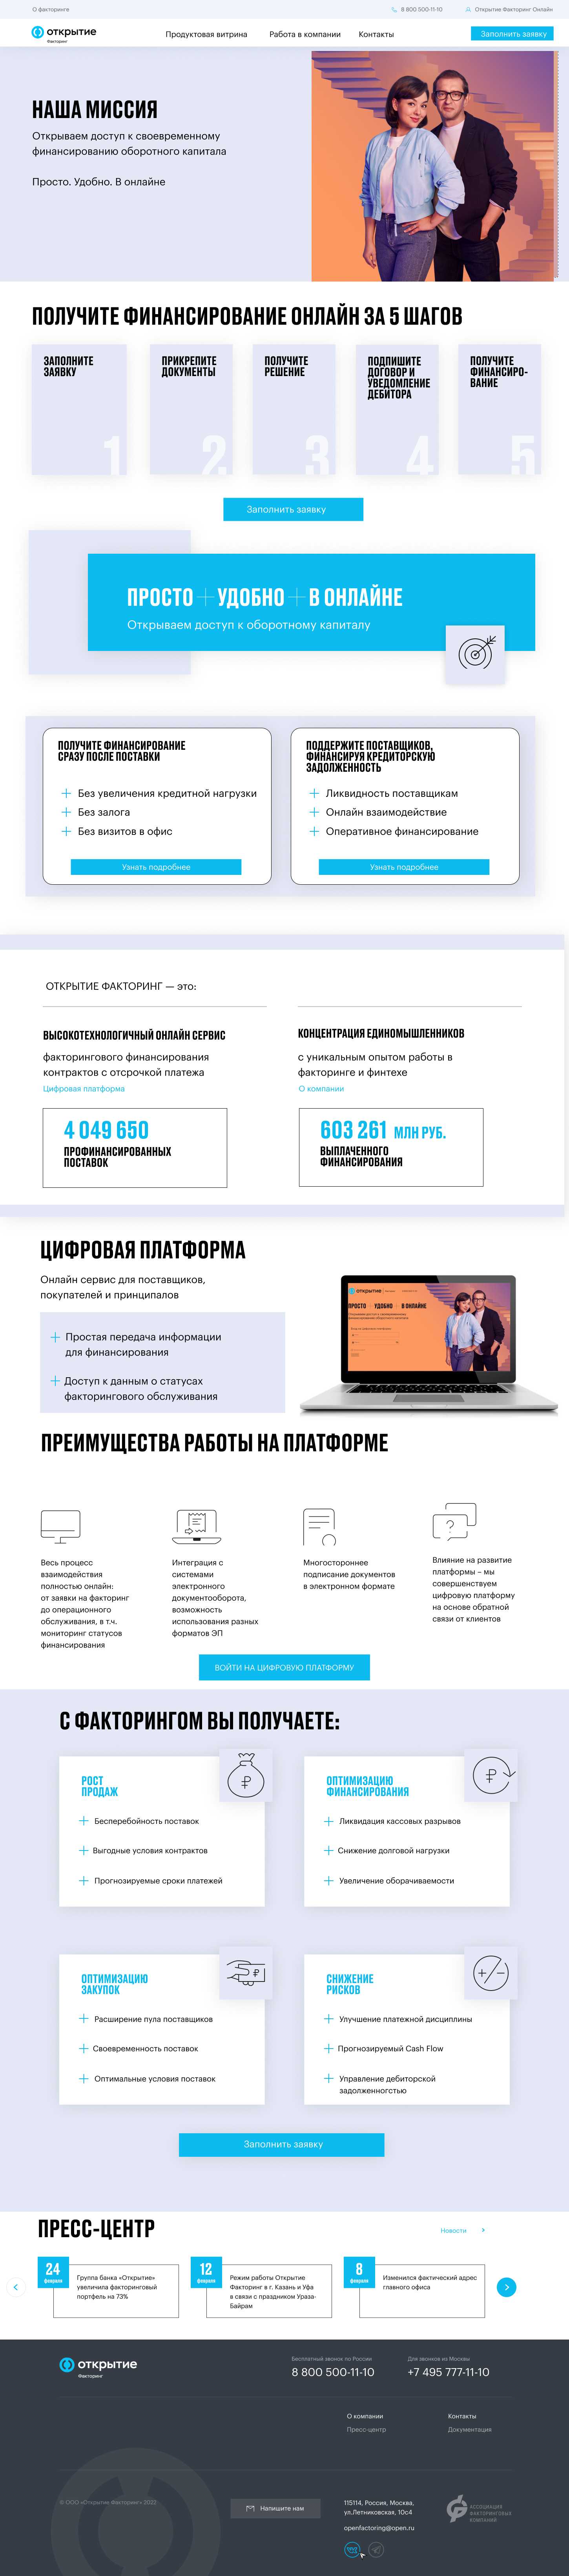 О факторинге
8 800 500-11-10
Открытие Факторинг Онлайн
открытие
Факторинг
Продуктовая витрина
Работа в компании
Контакты
Заполнить заявку
НАША МИССИЯ
Открываем доступ к своевременному
финансированию оборотного капитала
Просто. Удобно. В онлайне
ПОЛУЧИТЕ ФИНАНСИРОВАНИЕ ОНЛАЙН ЗА 5 ШАГОВ
ЗАПОЛНИТЕ
ЗАЯВКУ
1
ПРИКРЕПИТЕ
ДОКУМЕНТЫ
2
ПОЛУЧИТЕ
РЕШЕНИЕ
3
ПОДПИШИТЕ
ДОГОВОР И
УВЕДОМЛЕНИЕ
ДЕБИТОРА
4
ПОЛУЧИТЕ
ФИНАНСИРО-
ВАНИЕ
5
Заполнить заявку
ПРОСТО + УДОБНО + В ОНЛАЙНЕ
Открываем доступ к оборотному капиталу
ПОЛУЧИТЕ ФИНАНСИРОВАНИЕ
СРАЗУ ПОСЛЕ ПОСТАВКИ
Без увеличения кредитной нагрузки
Без залога
Без визитов в офис
Узнать подробнее
ПОДДЕРЖИТЕ ПОСТАВЩИКОВ,
ФИНАНСИРУЯ КРЕДИТОРСКУЮ
ЗАДОЛЖЕННОСТЬ
Ликвидность поставщикам
Онлайн взаимодействие
Оперативное финансирование
Узнать подробнее
ОТКРЫТИЕ ФАКТОРИНГ — это:
ВЫСОКОТЕХНОЛОГИЧНЫЙ ОНЛАЙН СЕРВИС
факторингового финансирования
контрактов с отсрочкой платежа
Цифровая платформа
4 049 650
ПРОФИНАНСИРОВАННЫХ
ПОСТАВОК
КОНЦЕНТРАЦИЯ ЕДИНОМЫШЛЕННИКОВ
с уникальным опытом работы в
факторинге и финтехе
О компании
603 261 МЛН РУБ.
ВЫПЛАЧЕННОГО
ФИНАНСИРОВАНИЯ
ЦИФРОВАЯ ПЛАТФОРМА
Онлайн сервис для поставщиков,
покупателей и принципалов
Простая передача информации
для финансирования
Доступ к данным о статусах
факторингового обслуживания
открытие
ПРОСТО УДОБНО В ОНЛАЙНЕ
ПРЕИМУЩЕСТВА РАБОТЫ НА ПЛАТФОРМЕ
Весь процесс
взаимодействия
полностью онлайн:
от заявки на факторинг
до операционного
обслуживания, в т.ч.
мониторинг статусов
финансирования
Интеграция с
системами
электронного
документооборота,
возможность
использования разных
форматов ЭП
Многостороннее
подписание документов
в электронном формате
Влияние на развитие
платформы – мы
совершенствуем
цифровую платформу
на основе обратной
связи от клиентов
ВОЙТИ НА ЦИФРОВУЮ ПЛАТФОРМУ
С ФАКТОРИНГОМ ВЫ ПОЛУЧАЕТЕ:
РОСТ
ПРОДАЖ
Бесперебойность поставок
Выгодные условия контрактов
Прогнозируемые сроки платежей
ОПТИМИЗАЦИЮ
ФИНАНСИРОВАНИЯ
Ликвидация кассовых разрывов
Снижение долговой нагрузки
Увеличение оборачиваемости
ОПТИМИЗАЦИЮ
ЗАКУПОК
Расширение пула поставщиков
Своевременность поставок
Оптимальные условия поставок
СНИЖЕНИЕ
РИСКОВ
Улучшение платежной дисциплины
Прогнозируемый Cash Flow
Управление дебиторской
задолженногстью
Заполнить заявку
ПРЕСС-ЦЕНТР
Новости
24
февраля
Группа банка «Открытие»
увеличила факторинговый
портфель на 73%
12
февраля
Режим работы Открытие
Факторинг в г. Казань и Уфа
в связи с праздником Ураза-
Байрам
8
февраля
Изменился фактический адрес
главного офиса
открытие
Факторинг
Бесплатный звонок по России
8 800 500-11-10
Для звонков из Москвы
+7 495 777-11-10
О компании
Пресс-центр
Контакты
Документация
© ООО «Открытие Факторинг» 2022
Напишите нам
115114, Россия, Москва,
ул.Летниковская, 10с4
openfactoring@open.ru
АССОЦИАЦИЯ
ФАКТОРИНГОВЫХ
КОМПАНИЙ